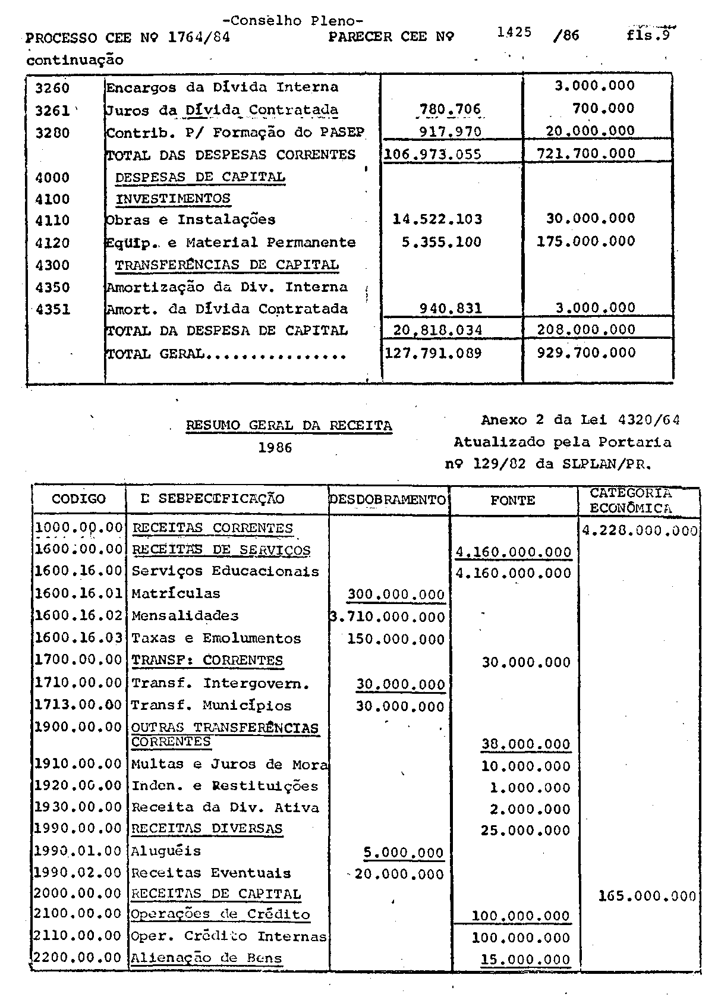 -Conselho Pleno-
PROCESSO CEE Nº 1764/84 PARECER CEE Nº 1425 /86 fls.9
continuação
3260 Encargos da Dívida Interna 3.000.000
3261 Juros da Dívida Contratada 780.706 700.000
3280 Contrib. P/ Formação do PASEP 917.970 20.000.000
TOTAL DAS DESPESAS CORRENTES 106.973.055 721.700.000
4000 DESPESAS DE CAPITAL
4100 INVESTIMENTOS
4110 Obras e Instalações 14.522.103 30.000.000
4120 Equip. e Material Permanente 5.355.100 175.000.000
4300 TRANSFERÊNCIAS DE CAPITAL
4350 Amortização da Div. Interna
4351 Amort. da Dívida Contratada 940.831 3.000.000
TOTAL DA DESPESA DE CAPITAL 20,818.034 208.000.000
TOTAL GERAL................ 127.791.089 929.700.000
RESUMO GERAL DA RECEITA Anexo 2 da Lei 4320/64
1986 Atualizado pela Portaria
nº 129/82 da SEPLAN/PR.
CODIGO E SEBPECIFICAÇÃO DESDOBRAMENTO FONTE CATEGORIA
ECONÔMICA
1000.00.00 RECEITAS CORRENTES 4.228.000.000
1600.00.00 RECEITAS DE SERVIÇOS 4.160.000.000
1600.16.00 Serviços Educacionais 4.160.000.000
1600.16.01 Matrículas 300.000.000
1600.16.02 Mensalidades 3.710.000.000
1600.16.03 Taxas e Emolumentos 150.000.000
1700.00.00 TRANSF: CORRENTES 30.000.000
1710.00.00 Transf. Intergovern. 30.000.000
1713.00.00 Transf. Municípios 30.000.000
1900.00.00 OUTRAS TRANSFERÊNCIAS
CORRENTES 38.000.000
1910.00.00 Multas e Juros de Mora 10.000.000
1920.00.00 Inden. e Restituições 1.000.000
1930.00.00 Receita da Div. Ativa 2.000.000
1990.00.00 RECEITAS DIVERSAS 25.000.000
1990.01.00 Aluguéis 5.000.000
1990.02.00 Receitas Eventuais 20.000.000
2000.00.00 RECEITAS DE CAPITAL 165.000.000
2100.00.00 Operações de Crédito 100.000.000
2110.00.00 Oper. Crédito Internas 100.000.000
2200.00.00 Alienação de Bens 15.000.000